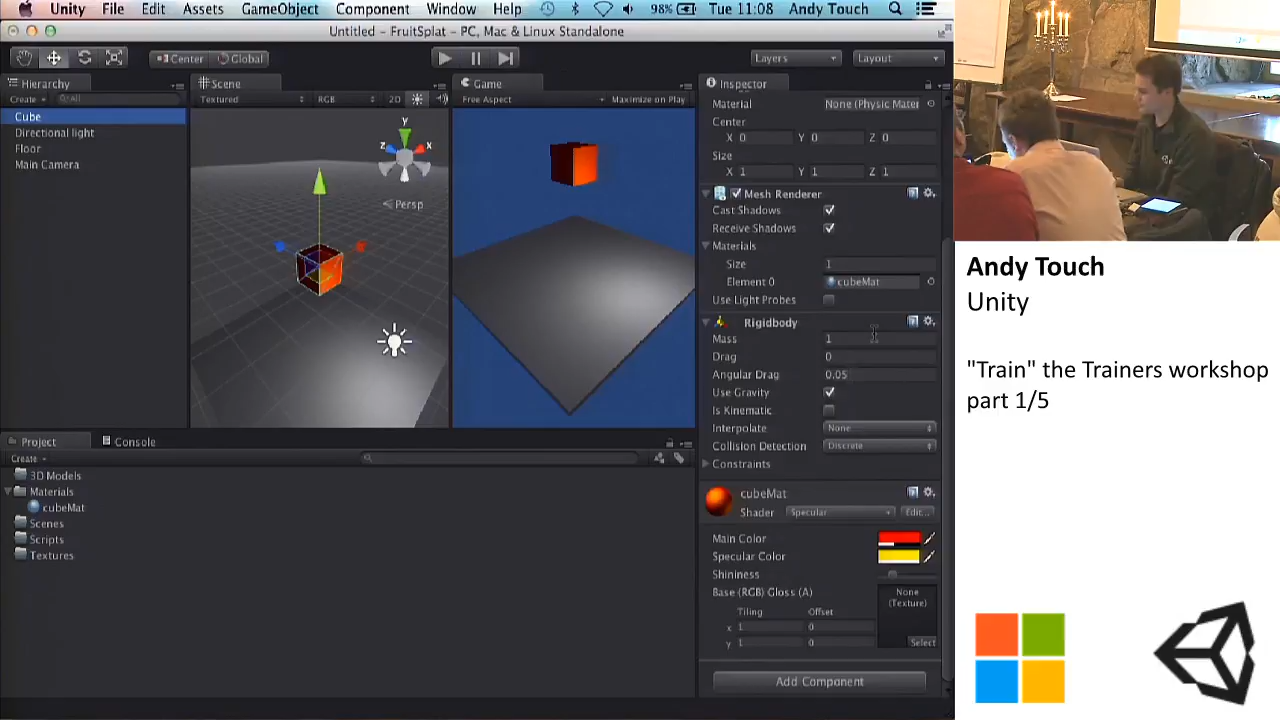 Unity File Edit Assets GameObject Component Window Help 98% Tue 11:08 Andy Touch
Untitled - FruitSplat - PC, Mac & Linux Standalone
Center Global Layers Layout
Hierarchy Scene Game Inspector
Create All Textured RGB 2D Free Aspect Maximize on Play
Cube
Directional light
Floor
Main Camera
y
z x
Persp
Material None (Physic Mater
Center
X 0 Y 0 Z 0
Size
X 1 Y 1 Z 1
Mesh Renderer
Cast Shadows
Receive Shadows
Materials
Size 1
Element 0 cubeMat
Use Light Probes
Rigidbody
Mass 1
Drag 0
Angular Drag 0.05
Use Gravity
Is Kinematic
Interpolate None
Collision Detection Discrete
Constraints
cubeMat
Shader Specular Edit...
Main Color
Specular Color
Shininess
Base (RGB) Gloss (A)
None
(Texture)
Tiling Offset
x 1 0
y 1 0
Select
Add Component
Project Console
Create
3D Models
Materials
cubeMat
Scenes
Scripts
Textures
Andy Touch
Unity
"Train" the Trainers workshop
part 1/5